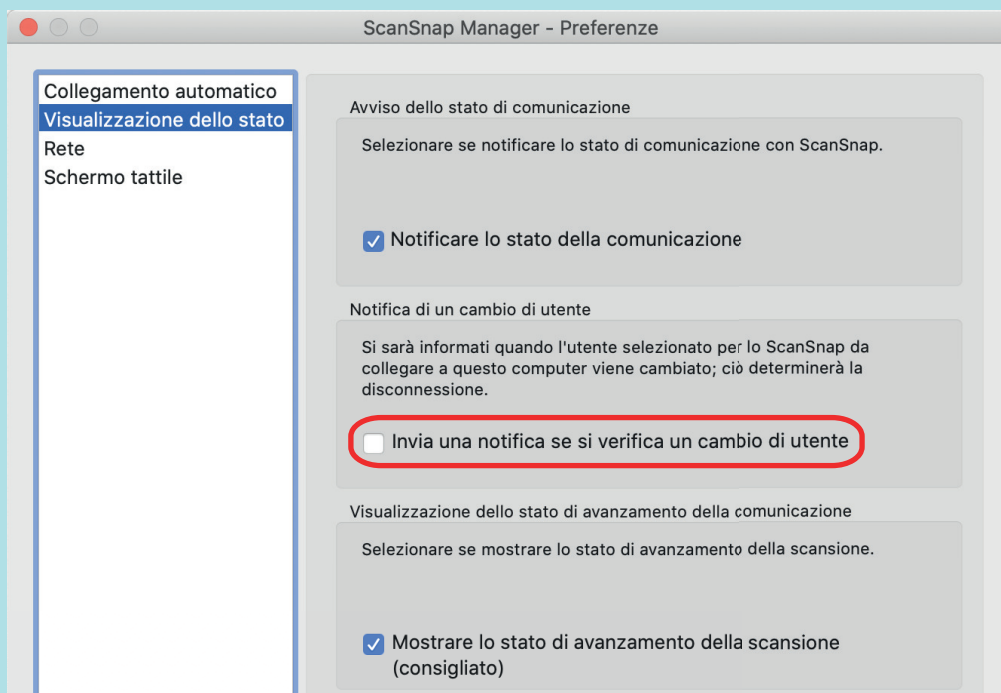 ScanSnap Manager - Preferenze
Collegamento automatico
Visualizzazione dello stato
Rete
Schermo tattile
Avviso dello stato di comunicazione
Selezionare se notificare lo stato di comunicazione con ScanSnap.
Notificare lo stato della comunicazione
Notifica di un cambio di utente
Si sarà informati quando l'utente selezionato per lo ScanSnap da
collegare a questo computer viene cambiato; ciò determinerà la
disconnessione.
Invia una notifica se si verifica un cambio di utente
Visualizzazione dello stato di avanzamento della comunicazione
Selezionare se mostrare lo stato di avanzamento della scansione.
Mostrare lo stato di avanzamento della scansione
(consigliato)